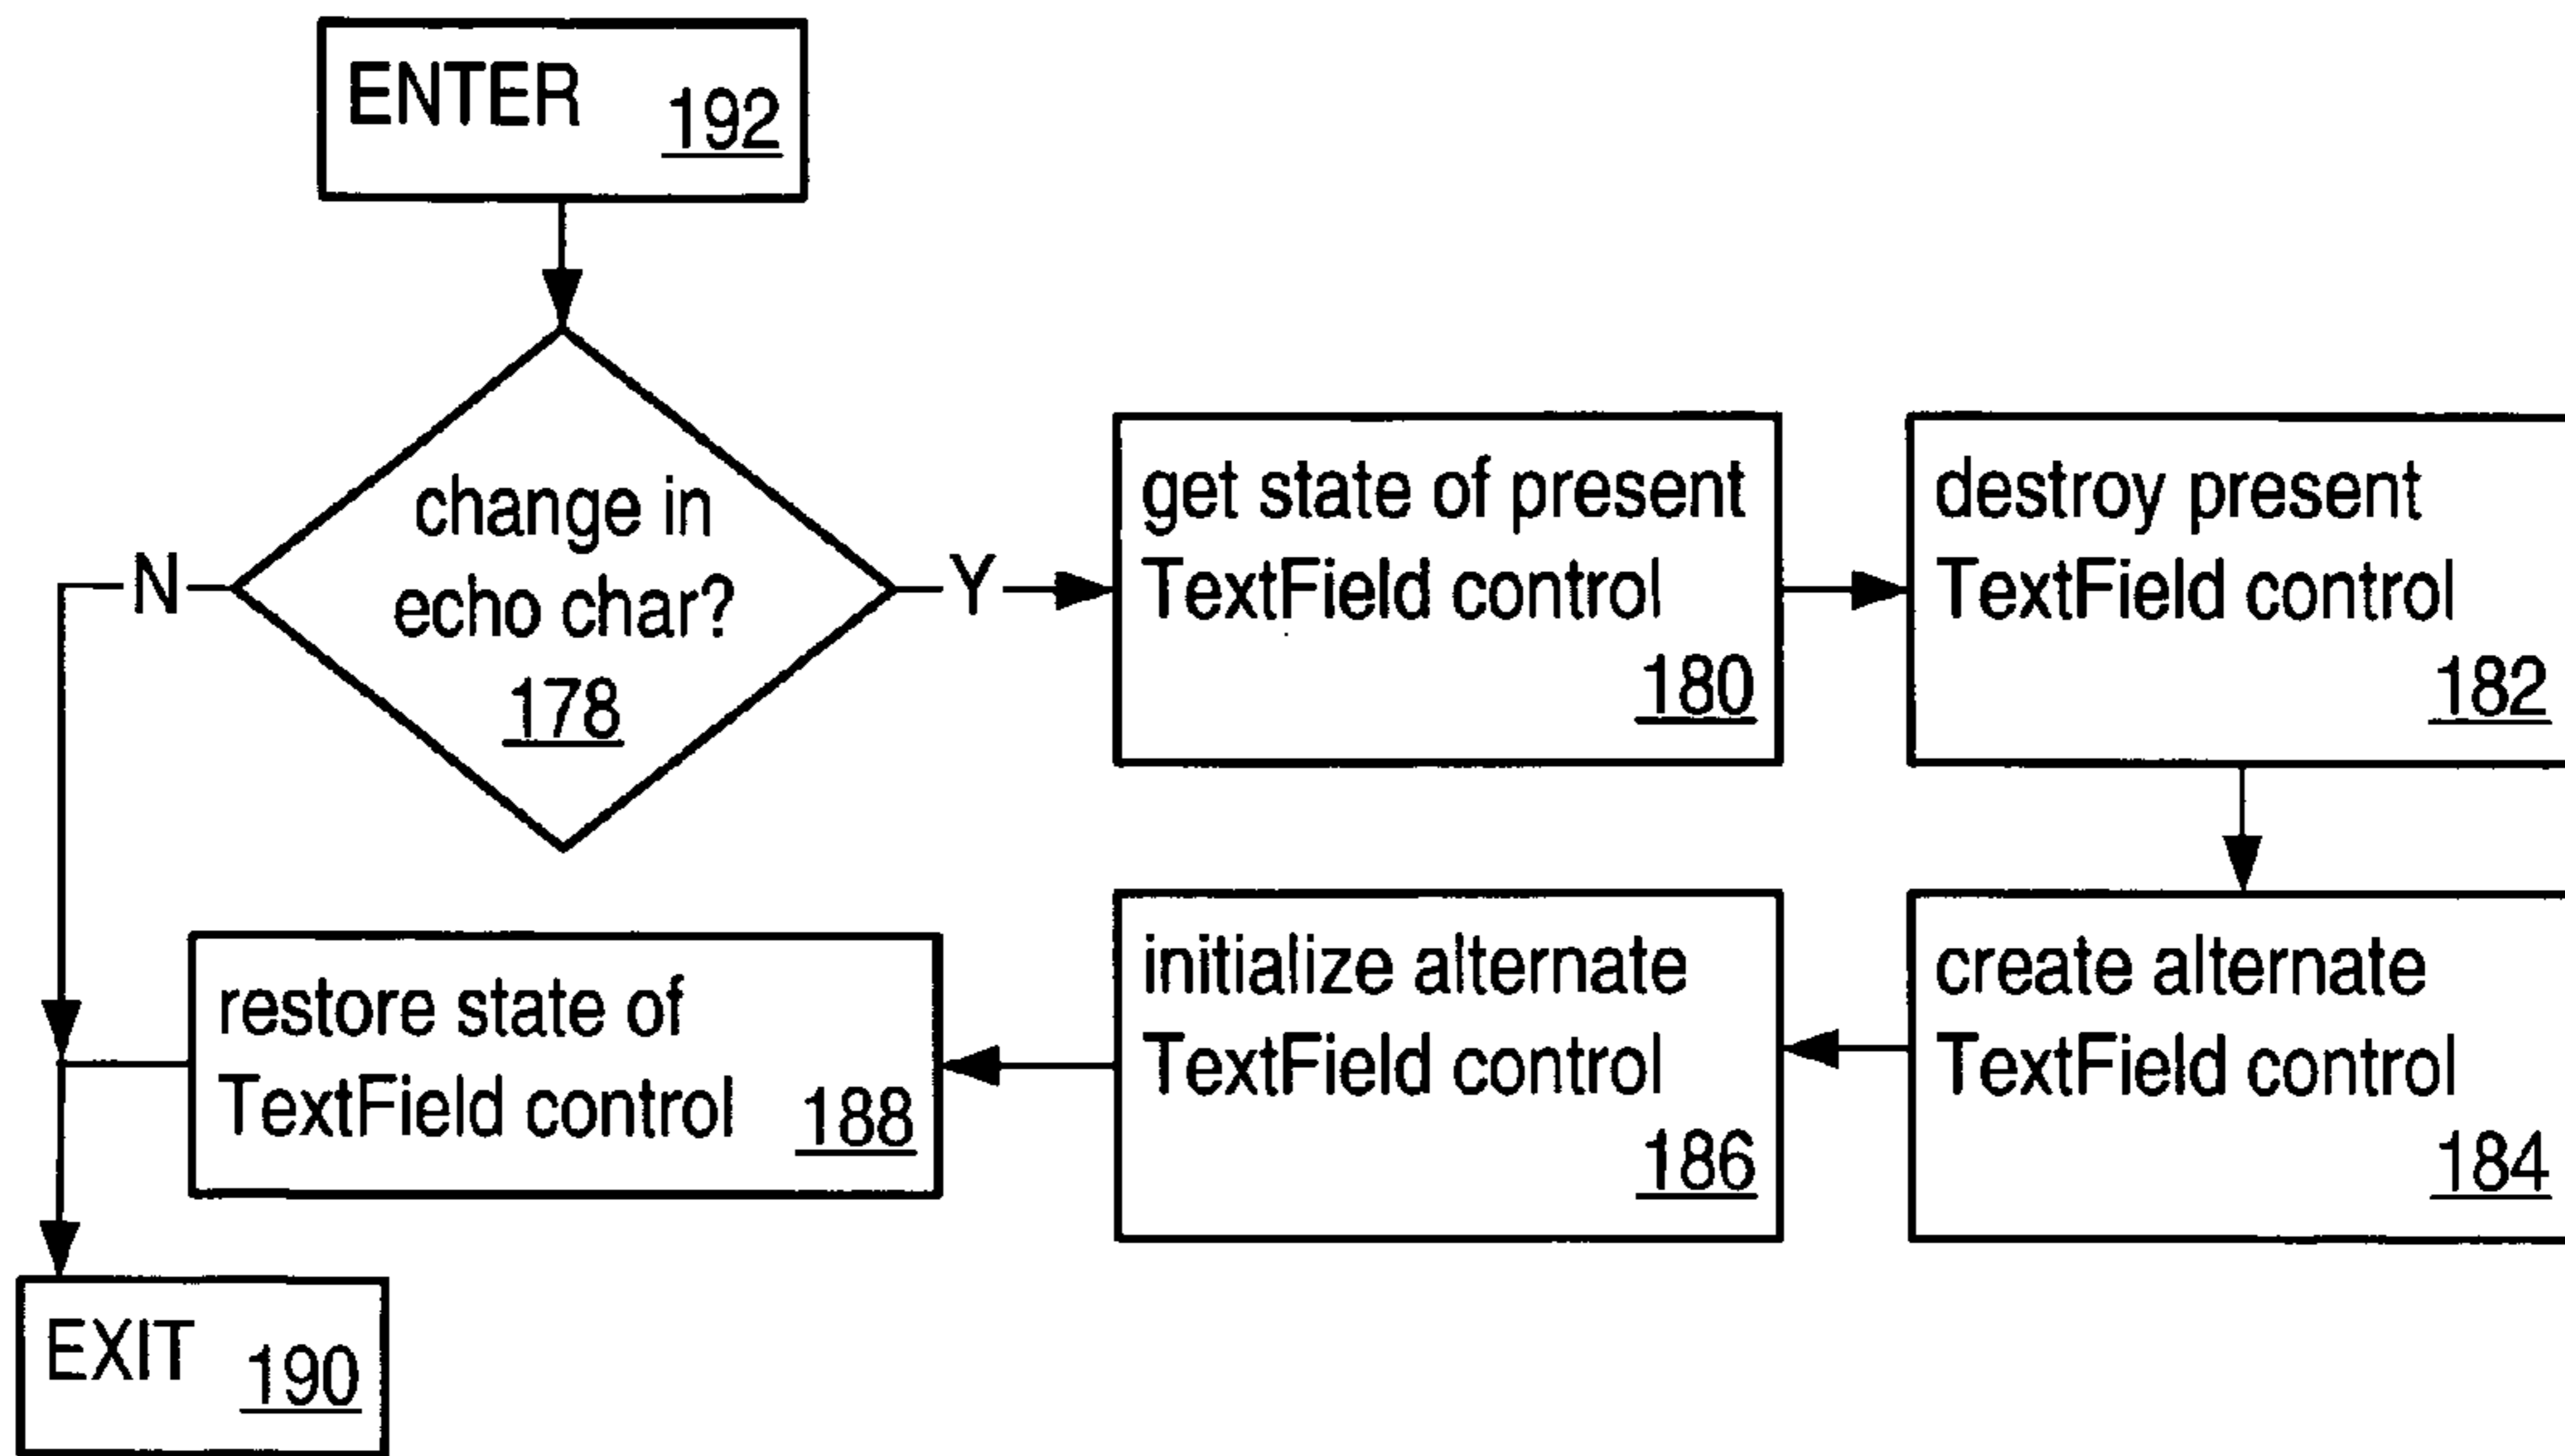 ENTER 192
change in
echo char?
178
N
Y
get state of present
TextField control
180
destroy present
TextField control
182
create alternate
TextField control
184
initialize alternate
TextField control
186
restore state of
TextField control 188
EXIT 190